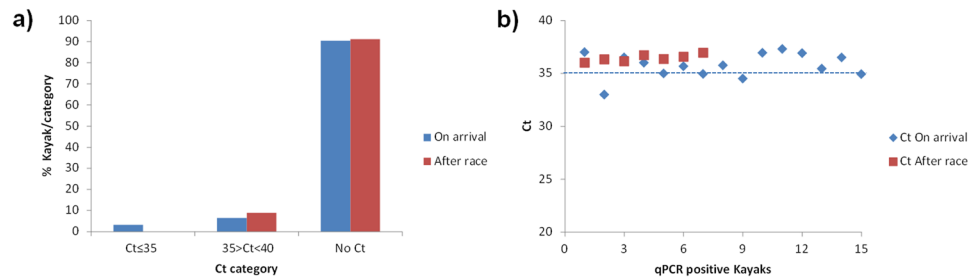 a)
100
90
80
70
60
50
40
30
20
10
0
% Kayak/category
Ct≤35
35>Ct<40
No Ct
Ct category
On arrival
After race
b)
40
35
30
25
20
Ct
0
3
6
9
12
15
qPCR positive Kayaks
Ct On arrival
Ct After race